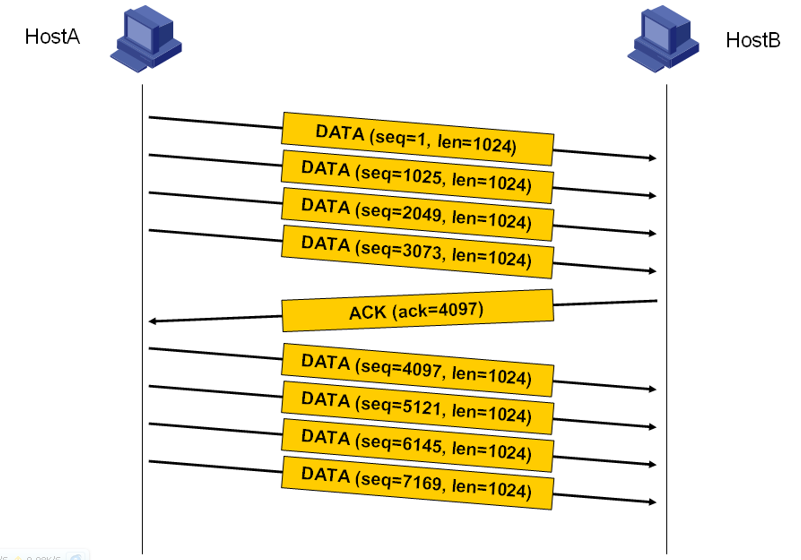 HostA
HostB
DATA (seq=1, len=1024)
DATA (seq=1025, len=1024)
DATA (seq=2049, len=1024)
DATA (seq=3073, len=1024)
ACK (ack=4097)
DATA (seq=4097, len=1024)
DATA (seq=5121, len=1024)
DATA (seq=6145, len=1024)
DATA (seq=7169, len=1024)